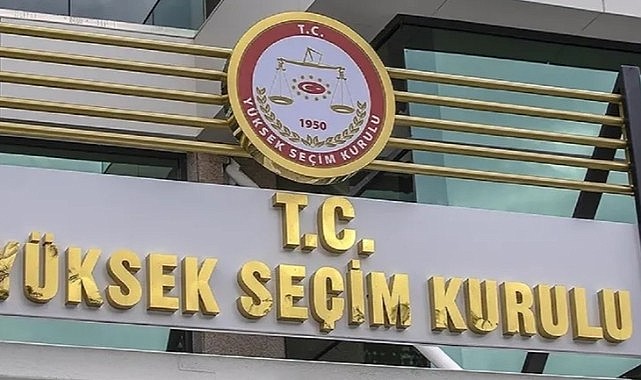 T.C.
YÜKSEK SEÇİM KURULU
1950
T.C.
YÜKSEK SEÇİM KURULU